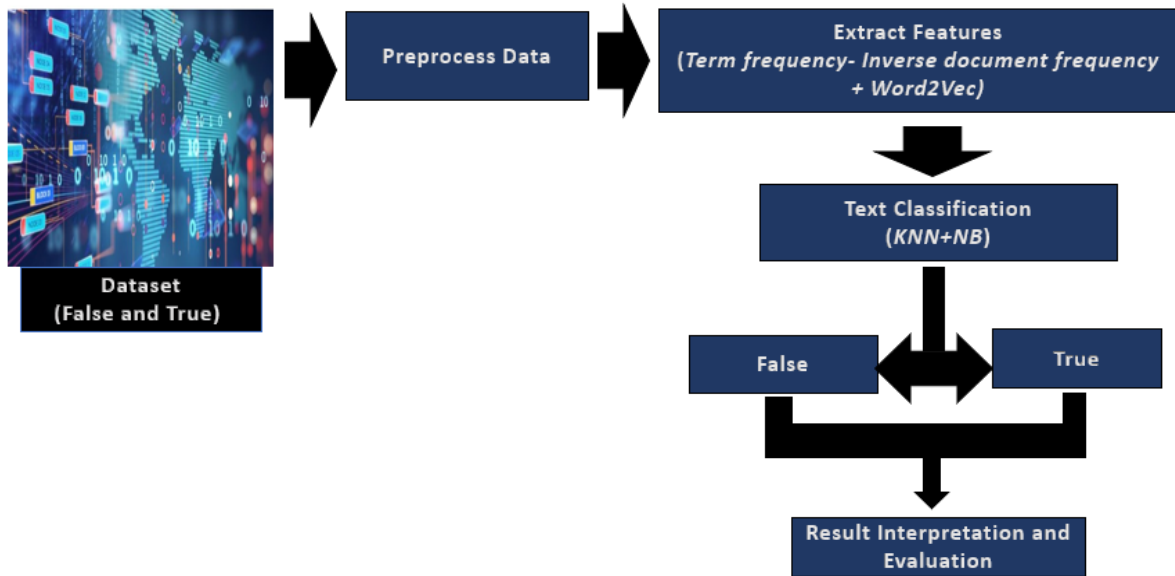 Preprocess Data
Extract Features
(Term frequency- Inverse document frequency
+ Word2Vec)
Text Classification
(KNN+NB)
Dataset
(False and True)
False
True
Result Interpretation and
Evaluation